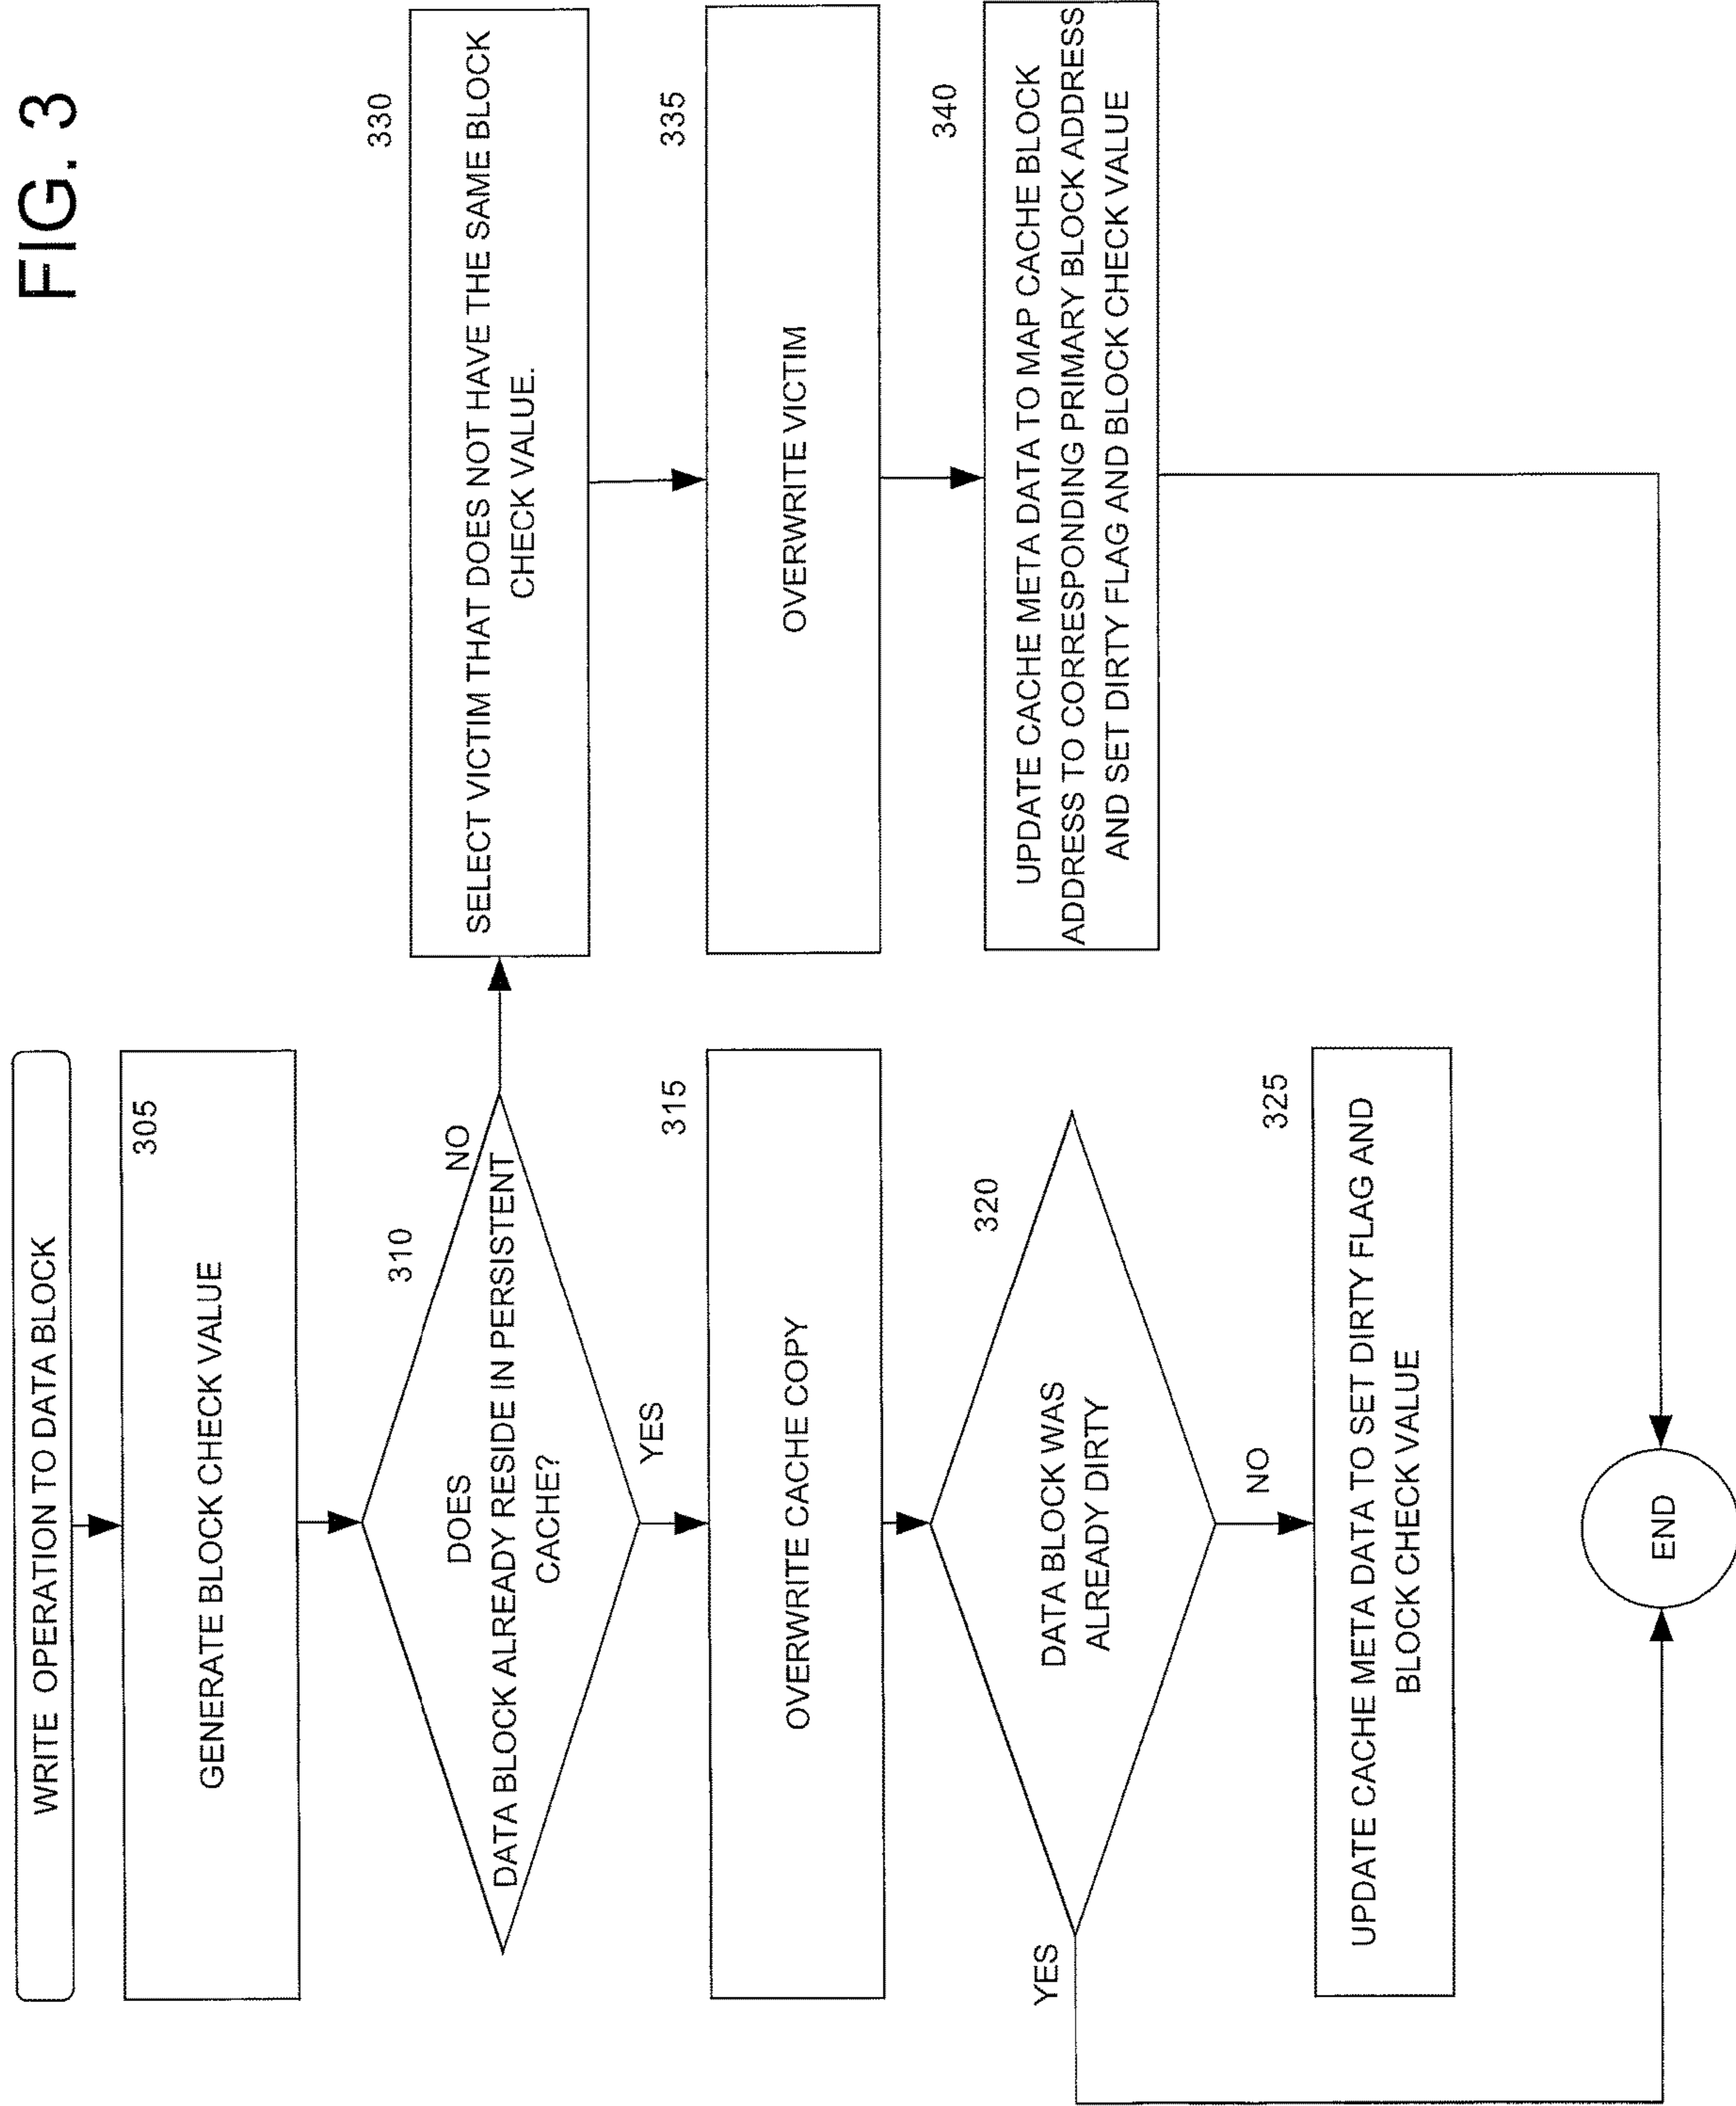 FIG. 3
WRITE OPERATION TO DATA BLOCK
305
GENERATE BLOCK CHECK VALUE
310
NO
DOES
DATA BLOCK ALREADY RESIDE IN PERSISTENT
CACHE?
YES
330
SELECT VICTIM THAT DOES NOT HAVE THE SAME BLOCK
CHECK VALUE.
315
OVERWRITE CACHE COPY
335
OVERWRITE VICTIM
320
DATA BLOCK WAS
ALREADY DIRTY
YES
NO
340
UPDATE CACHE META DATA TO MAP CACHE BLOCK
ADDRESS TO CORRESPONDING PRIMARY BLOCK ADDRESS
AND SET DIRTY FLAG AND BLOCK CHECK VALUE
325
UPDATE CACHE META DATA TO SET DIRTY FLAG AND
BLOCK CHECK VALUE
END